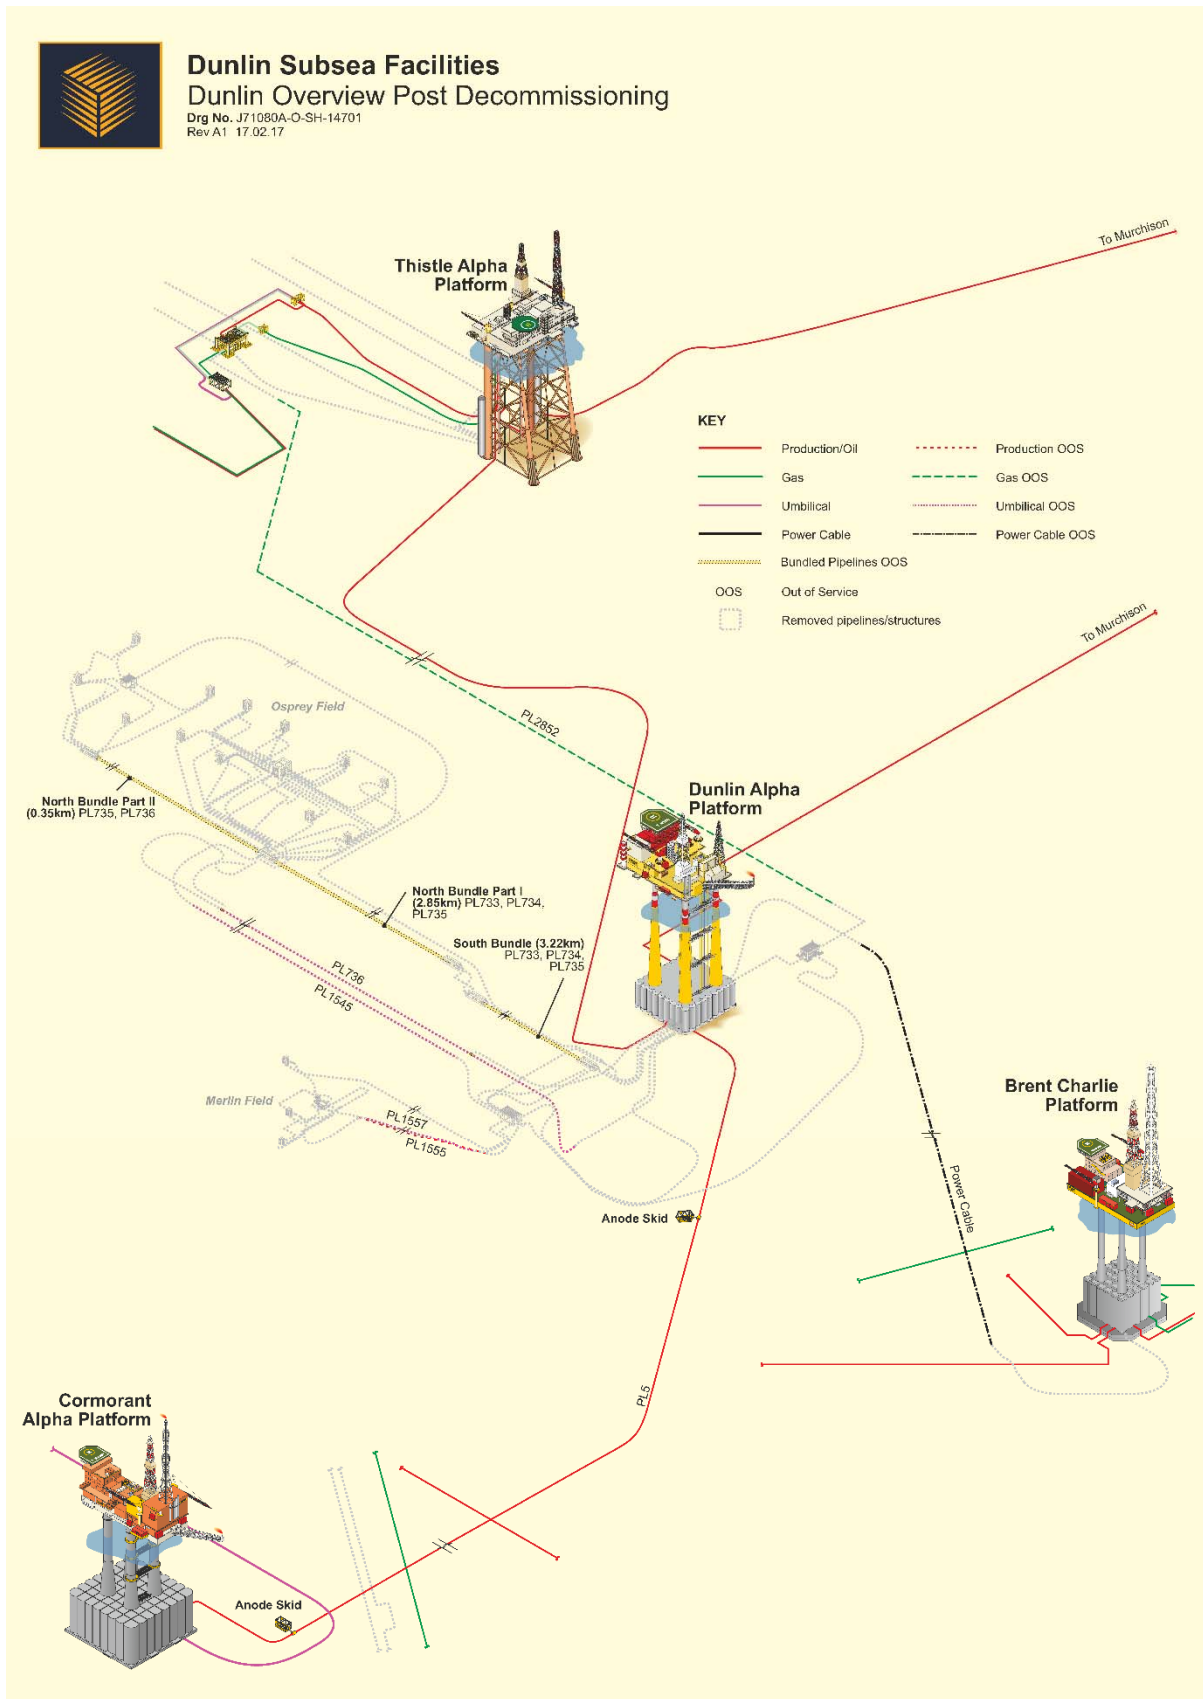 Dunlin Subsea Facilities
Dunlin Overview Post Decommissioning
Drg No. J71080A-O-SH-14701
Rev A1 17.02.17
To Murchison
Thistle Alpha
Platform
KEY
Production/Oil
Production OOS
Gas
Gas OOS
Umbilical
Umbilical OOS
Power Cable
Power Cable OOS
Bundled Pipelines OOS
OOS
Out of Service
Removed pipelines/structures
To Murchison
Osprey Field
PL2852
Dunlin Alpha
Platform
North Bundle Part II
(0.35km) PL735, PL736
North Bundle Part I
(2.85km) PL733, PL734,
PL735
South Bundle (3.22km)
PL733, PL734,
PL735
PL736
PL1545
Merlin Field
PL1557
PL1555
Brent Charlie
Platform
Power Cable
Anode Skid
PL5
Cormorant
Alpha Platform
Anode Skid